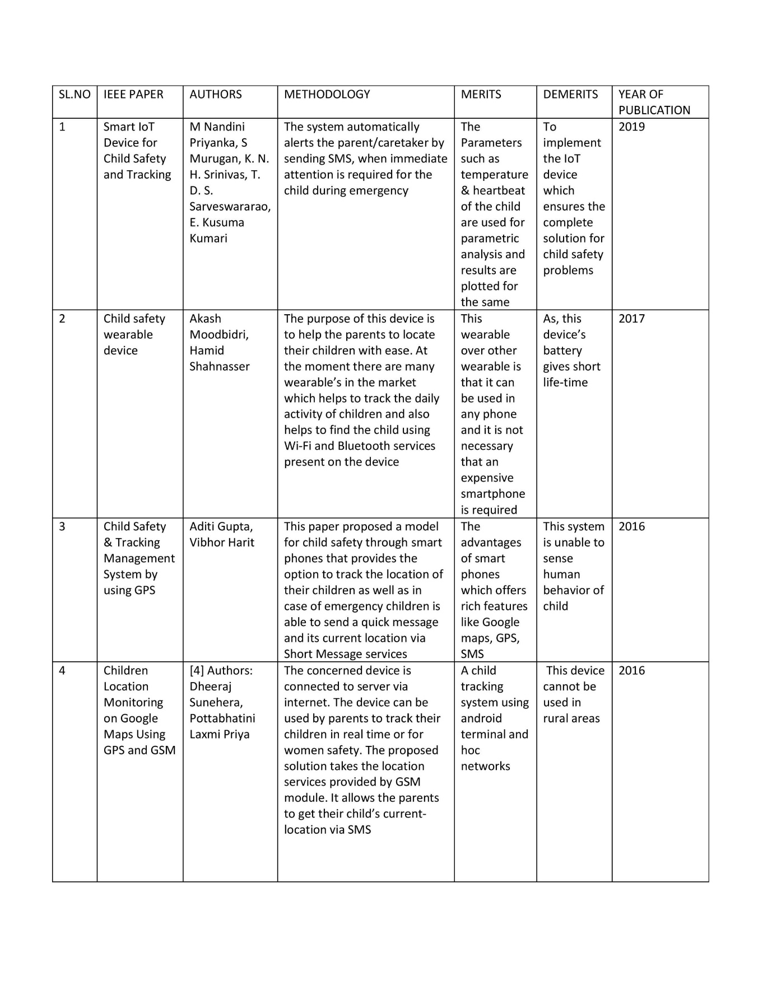 SL.NO
IEEE PAPER
AUTHORS
METHODOLOGY
MERITS
DEMERITS
YEAR OF
PUBLICATION
1
Smart IoT
Device for
Child Safety
and Tracking
M Nandini
Priyanka, S
Murugan, K. N.
H. Srinivas, T.
D. S.
Sarveswararao,
E. Kusuma
Kumari
The system automatically
alerts the parent/caretaker by
sending SMS, when immediate
attention is required for the
child during emergency
The
Parameters
such as
temperature
& heartbeat
of the child
are used for
parametric
analysis and
results are
plotted for
the same
To
implement
the IoT
device
which
ensures the
complete
solution for
child safety
problems
2019
2
Child safety
wearable
device
Akash
Moodbidri,
Hamid
Shahnasser
The purpose of this device is
to help the parents to locate
their children with ease. At
the moment there are many
wearable’s in the market
which helps to track the daily
activity of children and also
helps to find the child using
Wi-Fi and Bluetooth services
present on the device
This
wearable
over other
wearable is
that it can
be used in
any phone
and it is not
necessary
that an
expensive
smartphone
is required
As, this
device’s
battery
gives short
life-time
2017
3
Child Safety
& Tracking
Management
System by
using GPS
Aditi Gupta,
Vibhor Harit
This paper proposed a model
for child safety through smart
phones that provides the
option to track the location of
their children as well as in
case of emergency children is
able to send a quick message
and its current location via
Short Message services
The
advantages
of smart
phones
which offers
rich features
like Google
maps, GPS,
SMS
This system
is unable to
sense
human
behavior of
child
2016
4
Children
Location
Monitoring
on Google
Maps Using
GPS and GSM
[4] Authors:
Dheeraj
Sunehera,
Pottabhatini
Laxmi Priya
The concerned device is
connected to server via
internet. The device can be
used by parents to track their
children in real time or for
women safety. The proposed
solution takes the location
services provided by GSM
module. It allows the parents
to get their child’s current-
location via SMS
A child
tracking
system using
android
terminal and
hoc
networks
This device
cannot be
used in
rural areas
2016